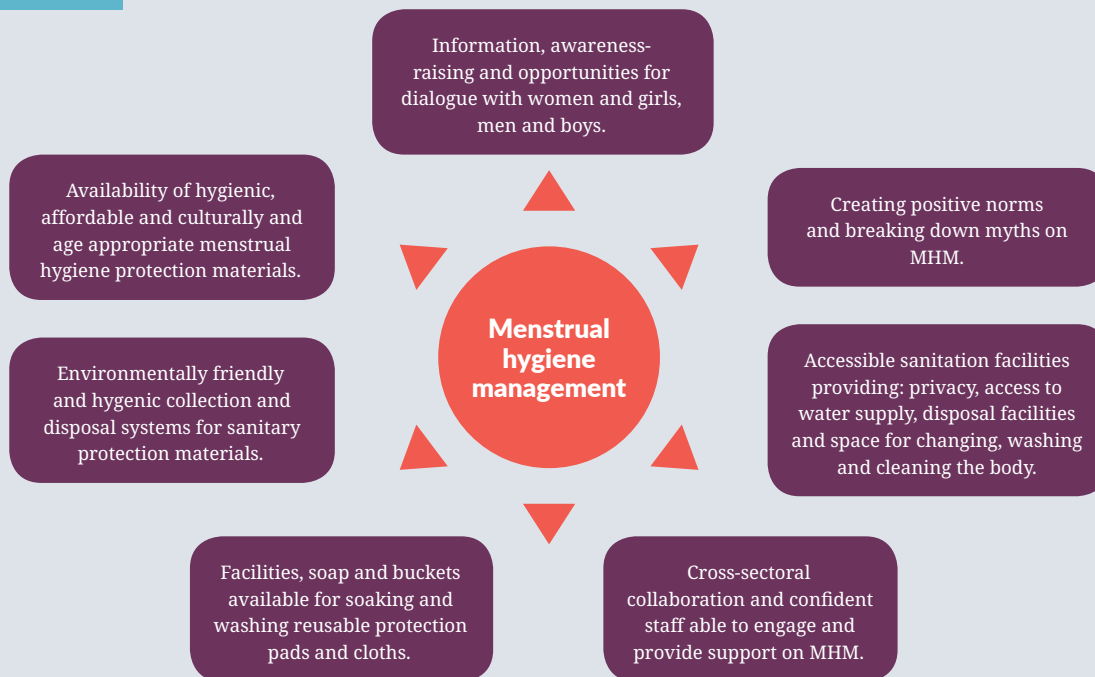 Information, awareness-
raising and opportunities for
dialogue with women and girls,
men and boys.
Availability of hygienic,
affordable and culturally and
age appropriate menstrual
hygiene protection materials.
Creating positive norms
and breaking down myths on
MHM.
Menstrual
hygiene
management
Environmentally friendly
and hygenic collection and
disposal systems for sanitary
protection materials.
Accessible sanitation facilities
providing: privacy, access to
water supply, disposal facilities
and space for changing, washing
and cleaning the body.
Facilities, soap and buckets
available for soaking and
washing reusable protection
pads and cloths.
Cross-sectoral
collaboration and confident
staff able to engage and
provide support on MHM.